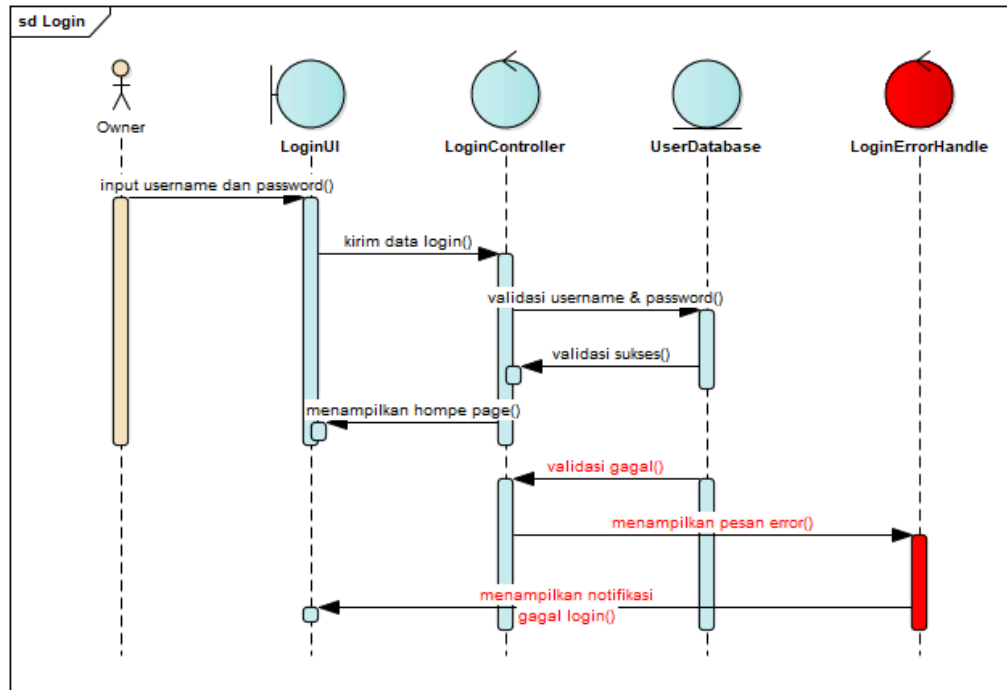 sd Login
Owner
LoginUI
LoginController
UserDatabase
LoginErrorHandle
input username dan password()
kirim data login()
validasi username & password()
validasi sukses()
menampilkan hompe page()
validasi gagal()
menampilkan pesan error()
menampilkan notifikasi
gagal login()